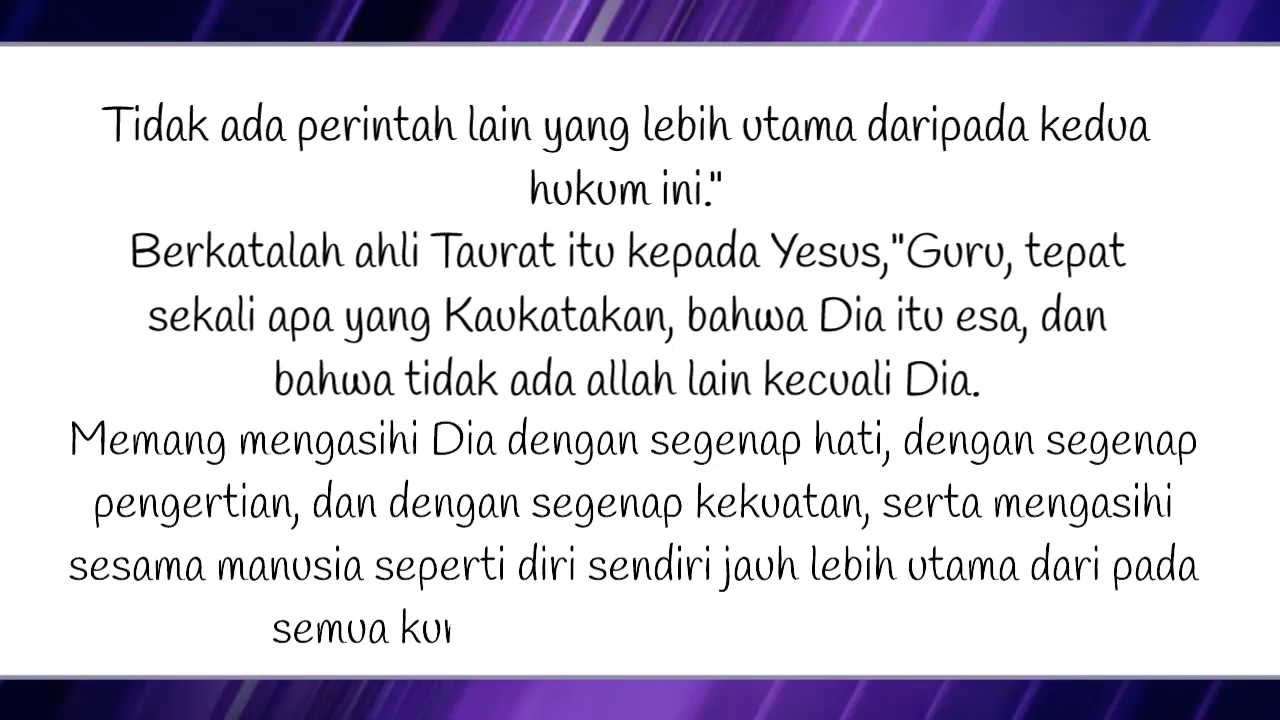 Tidak ada perintah lain yang lebih utama daripada kedua
hukum ini."
Berkatalah ahli Taurat itu kepada Yesus,"Guru, tepat
sekali apa yang Kaukatakan, bahwa Dia itu esa, dan
bahwa tidak ada allah lain kecuali Dia.
Memang mengasihi Dia dengan segenap hati, dengan segenap
pengertian, dan dengan segenap kekuatan, serta mengasihi
sesama manusia seperti diri sendiri jauh lebih utama dari pada
semua